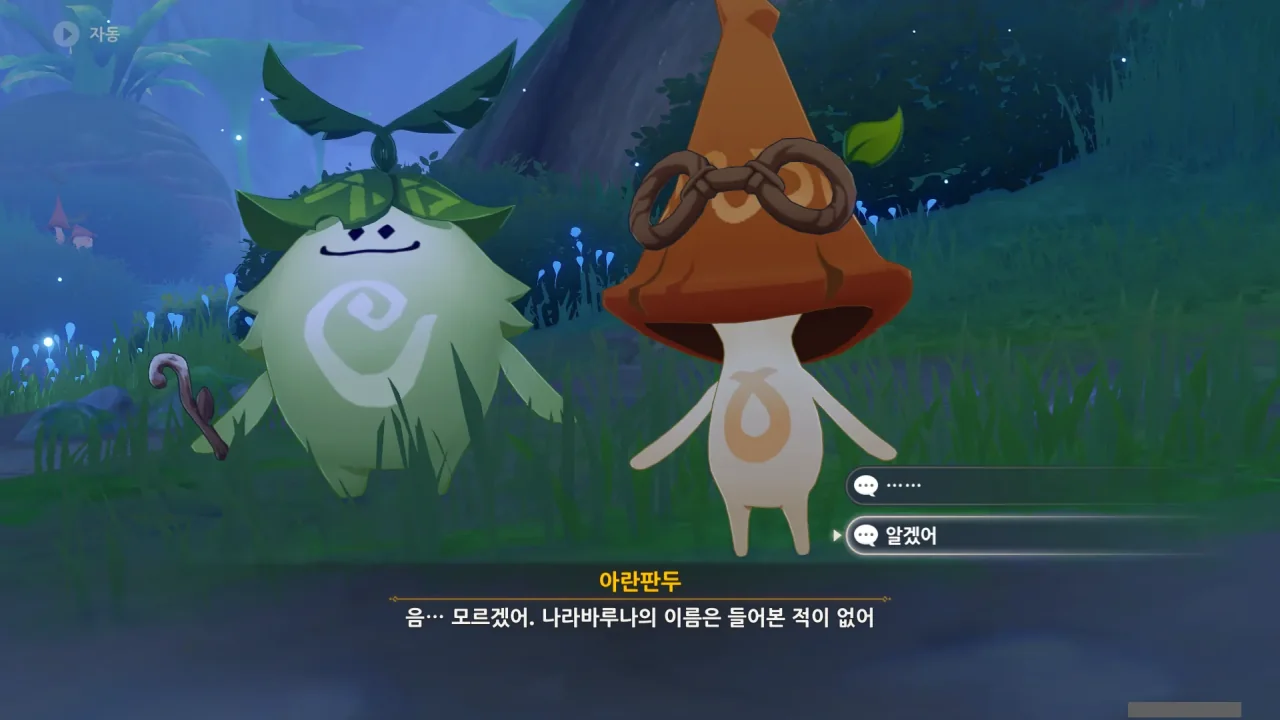 자동
······
알겠어
아란판두
음··· 모르겠어. 나라바루나의 이름은 들어본 적이 없어